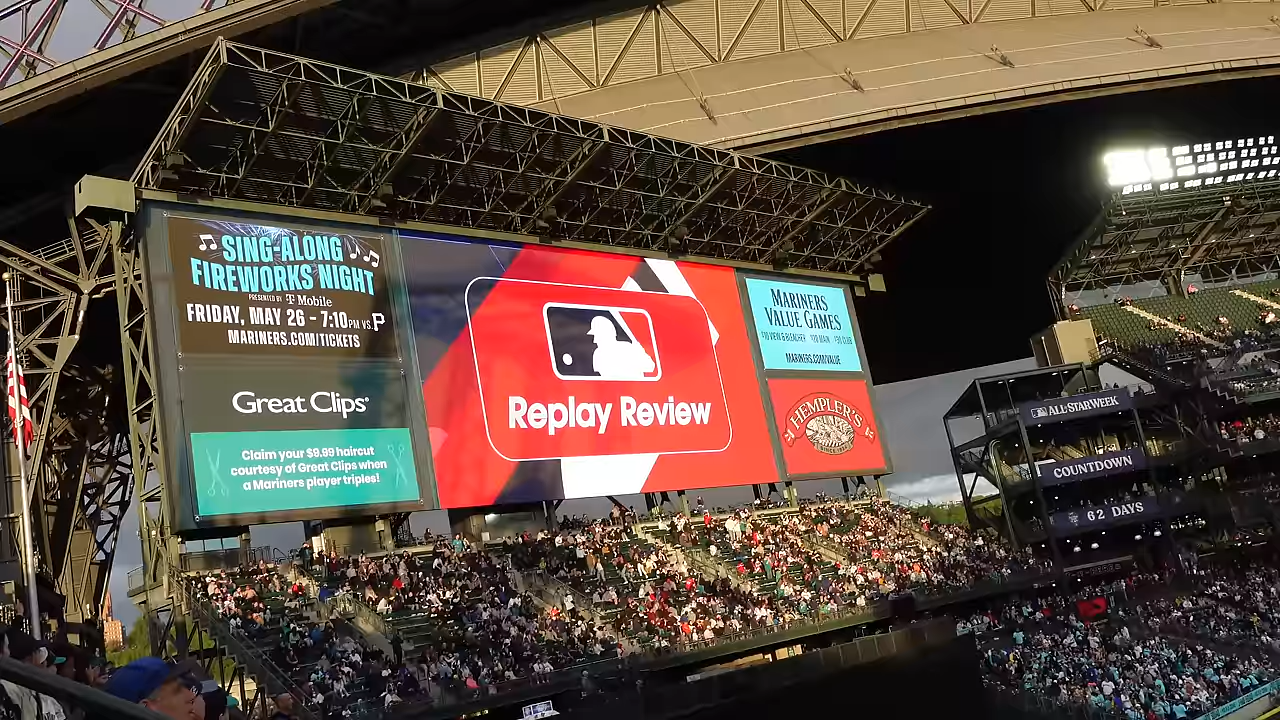 SING-ALONG
FIREWORKS NIGHT
PRESENTED BY T Mobile
FRIDAY, MAY 26 - 7:10PM VS. P
MARINERS.COM/TICKETS
Great Clips
Claim your $9.99 haircut
courtesy of Great Clips when
a Mariners player triples!
Replay Review
MARINERS
VALUE GAMES
MARINERS.COM/VALUE
HEMPLER'S
ALL-STAR WEEK
COUNTDOWN
62 DAYS